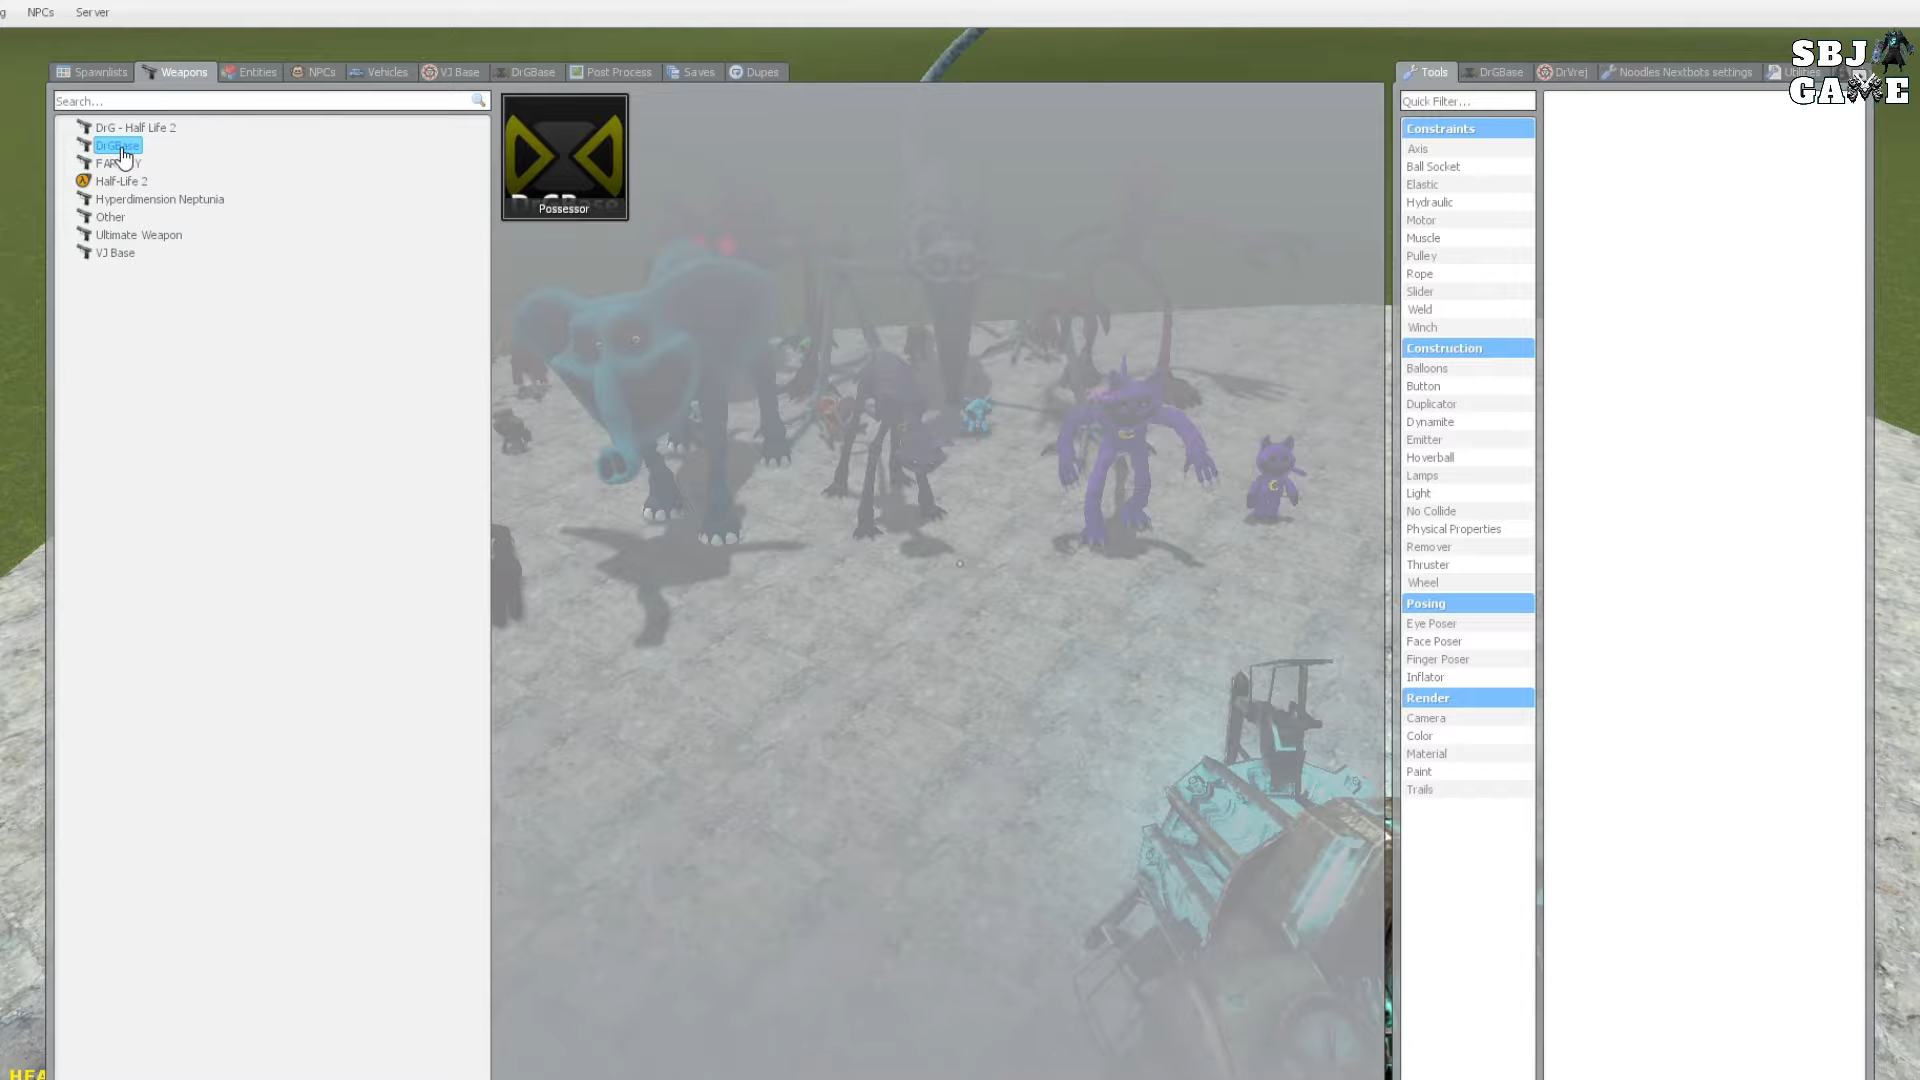 g NPCs Server
SBJ
GAME
Spawnlists Weapons Entities NPCs Vehicles VJ Base DrGBase Post Process Saves Dupes
Tools DrGBase DrVrej Noodles Nextbots settings Utilities
Search...
DrG - Half Life 2
DrGBase
Half-Life 2
Hyperdimension Neptunia
Other
Ultimate Weapon
VJ Base
DrGBase
Possessor
Quick Filter...
Constraints
Axis
Ball Socket
Elastic
Hydraulic
Motor
Muscle
Pulley
Rope
Slider
Weld
Winch
Construction
Balloons
Button
Duplicator
Dynamite
Emitter
Hoverball
Lamps
Light
No Collide
Physical Properties
Remover
Thruster
Wheel
Posing
Eye Poser
Face Poser
Finger Poser
Inflator
Render
Camera
Color
Material
Paint
Trails
HEA